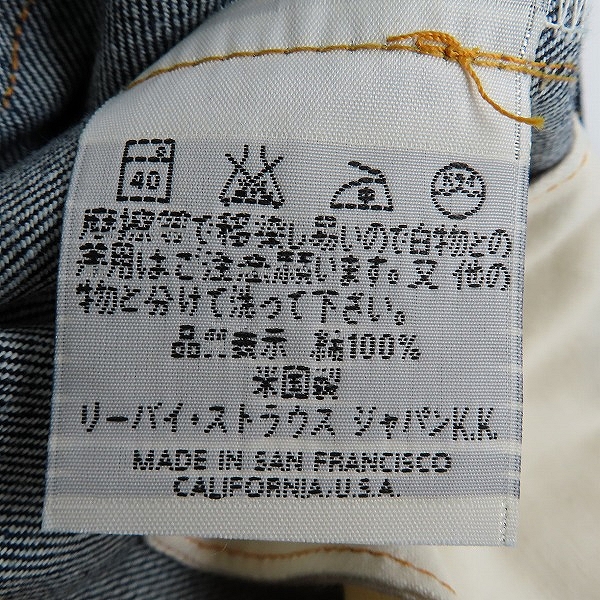 40
中
摩擦等で移染し易いので白物との
洋用はご注意願います。又 他の
物と分けて洗って下さい。
品質表示 綿100%
米国製
リーバイ・ストラウス ジャパンK.K.
MADE IN SAN FRANCISCO
CALIFORNIA.U.S.A.